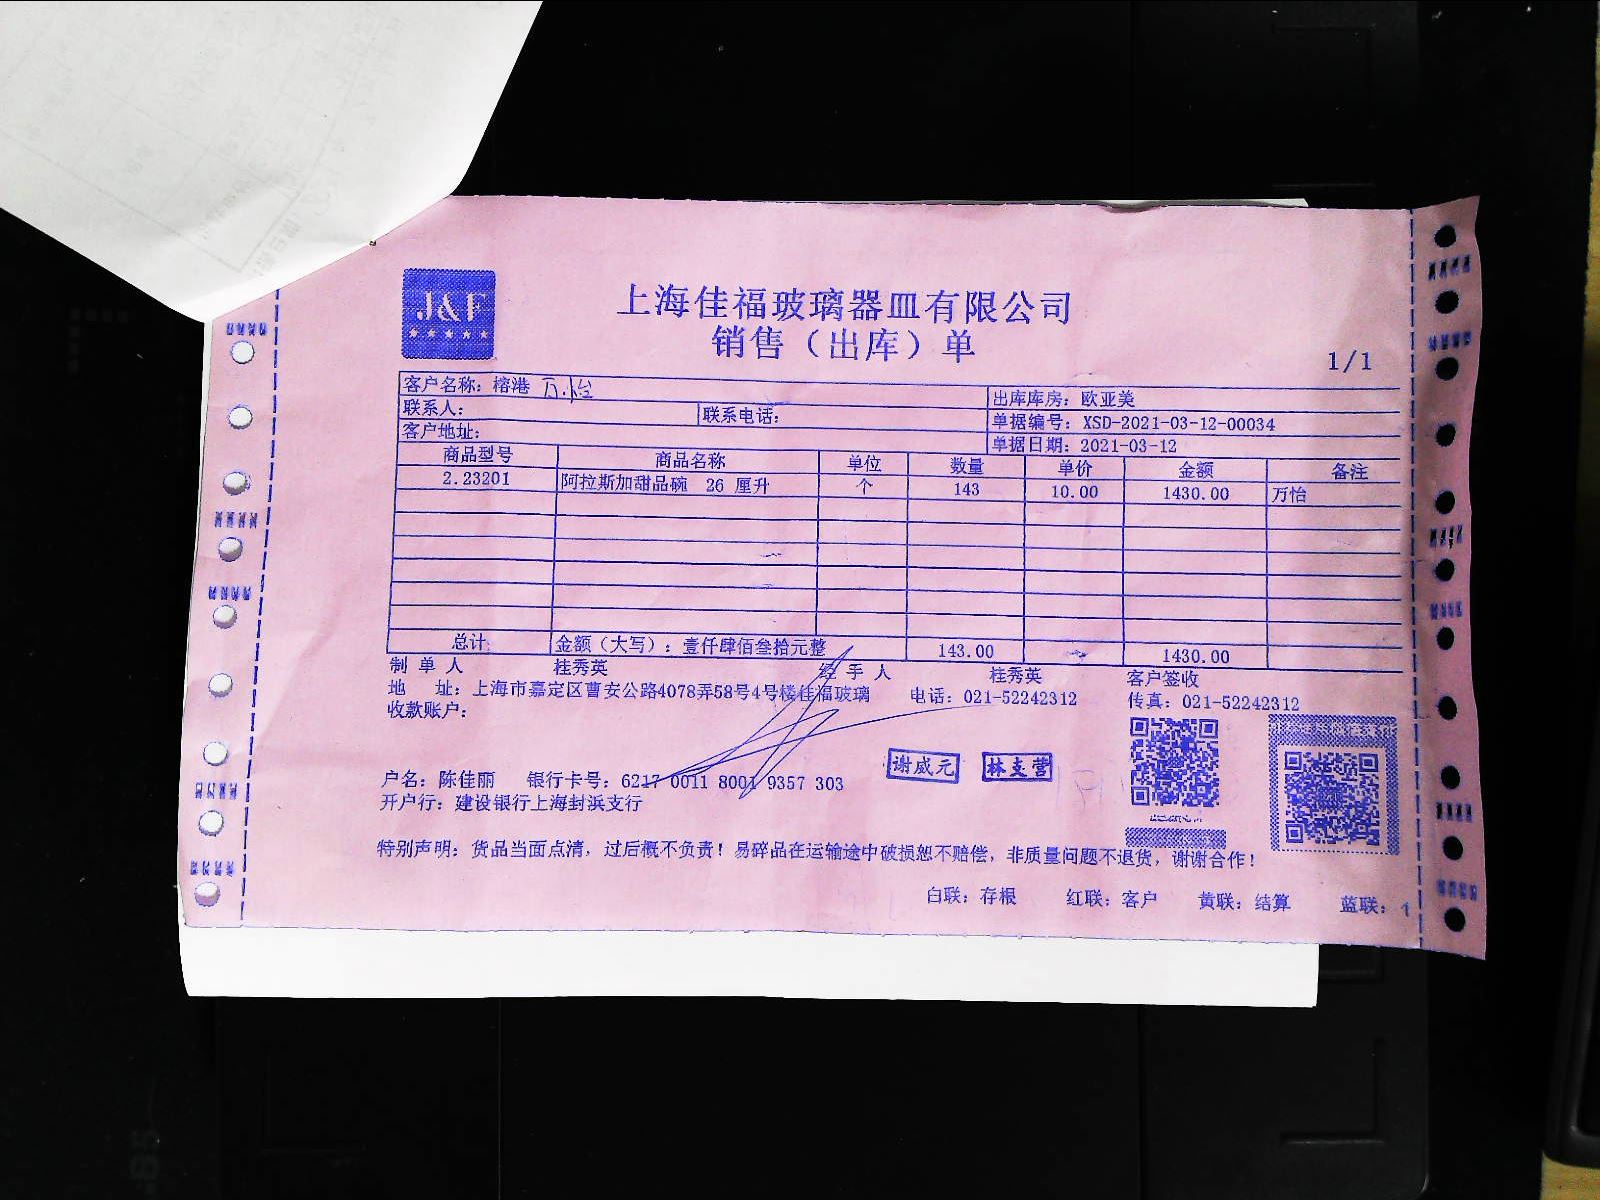 J&F
上海佳福玻璃器皿有限公司
销售（出库）单
1/1
客户名称：榕港 万怡
出库库房：欧亚美
联系人： 联系电话：
单据编号：XSD-2021-03-12-00034
客户地址：
单据日期：2021-03-12
商品型号 商品名称 单位 数量 单价 金额 备注
2.23201 阿拉斯加甜品碗 26 厘升 个 143 10.00 1430.00 万怡
总计 金额（大写）：壹仟肆佰叁拾元整 143.00 1430.00
制单人 桂秀英 经手人 桂秀英 客户签收
地 址：上海市嘉定区曹安公路4078弄58号4号楼佳福玻璃 电话：021-52242312 传真：021-52242312
收款账户：
谢威元 林支营
户名：陈佳丽 银行卡号：6217 0011 8001 9357 303
开户行：建设银行上海封浜支行
特别声明：货品当面点清，过后概不负责！易碎品在运输途中破损恕不赔偿，非质量问题不退货，谢谢合作！
白联：存根 红联：客户 黄联：结算 蓝联：